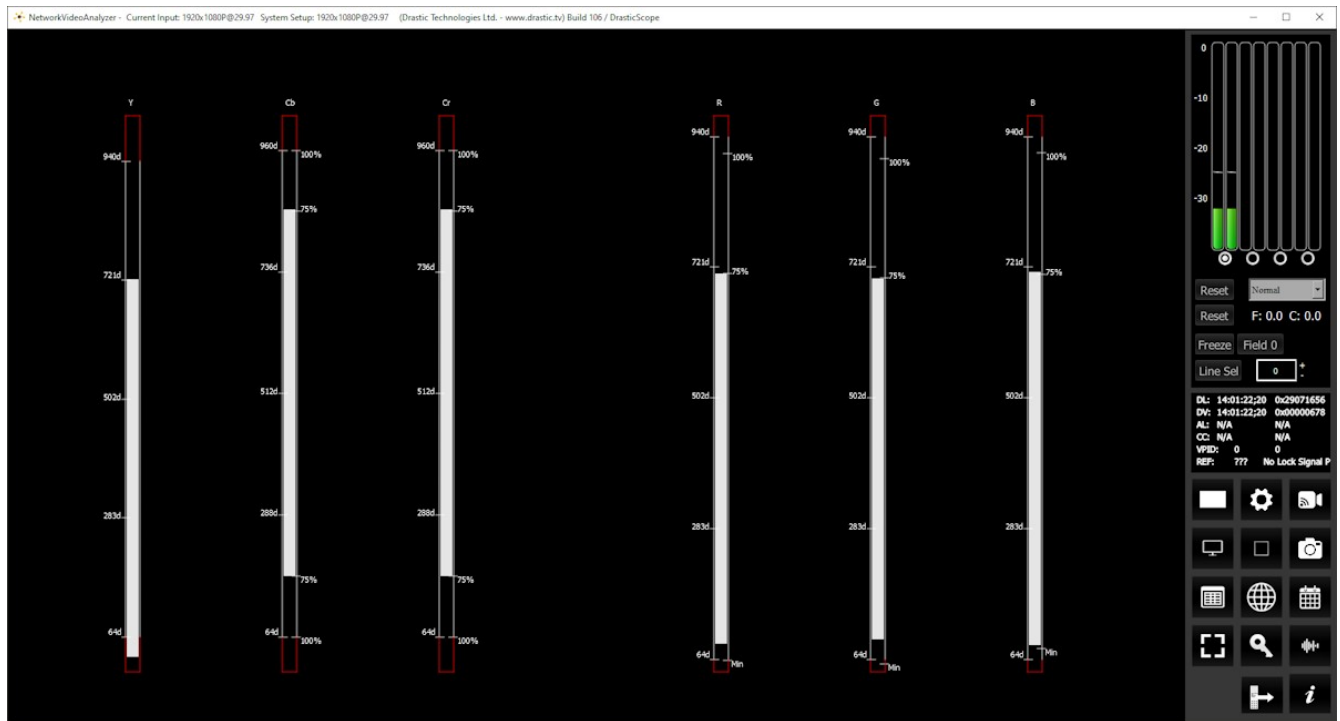 NetworkVideoAnalyzer - Current Input: 1920x1080P@29.97 System Setup: 1920x1080P@29.97 (Drastic Technologies Ltd. - www.drastic.tv) Build 106 / DrasticScope
Y Cb Cr R G B
940d 960d 100% 960d 100% 940d 100% 940d 100% 940d 100%
75% 75%
721d 736d 736d 721d 75% 721d 75% 721d 75%
502d 512d 512d 502d 502d 502d
283d 288d 288d 283d 283d 283d
75% 75%
64d 64d 100% 64d 100% 64d Min 64d Min 64d Min
0
-10
-20
-30
Reset Normal
Reset F: 0.0 C: 0.0
Freeze Field 0
Line Sel 0 + -
DL: 14:01:22;20 0x29071656
DV: 14:01:22;20 0x00000678
AL: N/A N/A
CC: N/A N/A
VPID: 0 0
REF: ??? No Lock Signal P
i